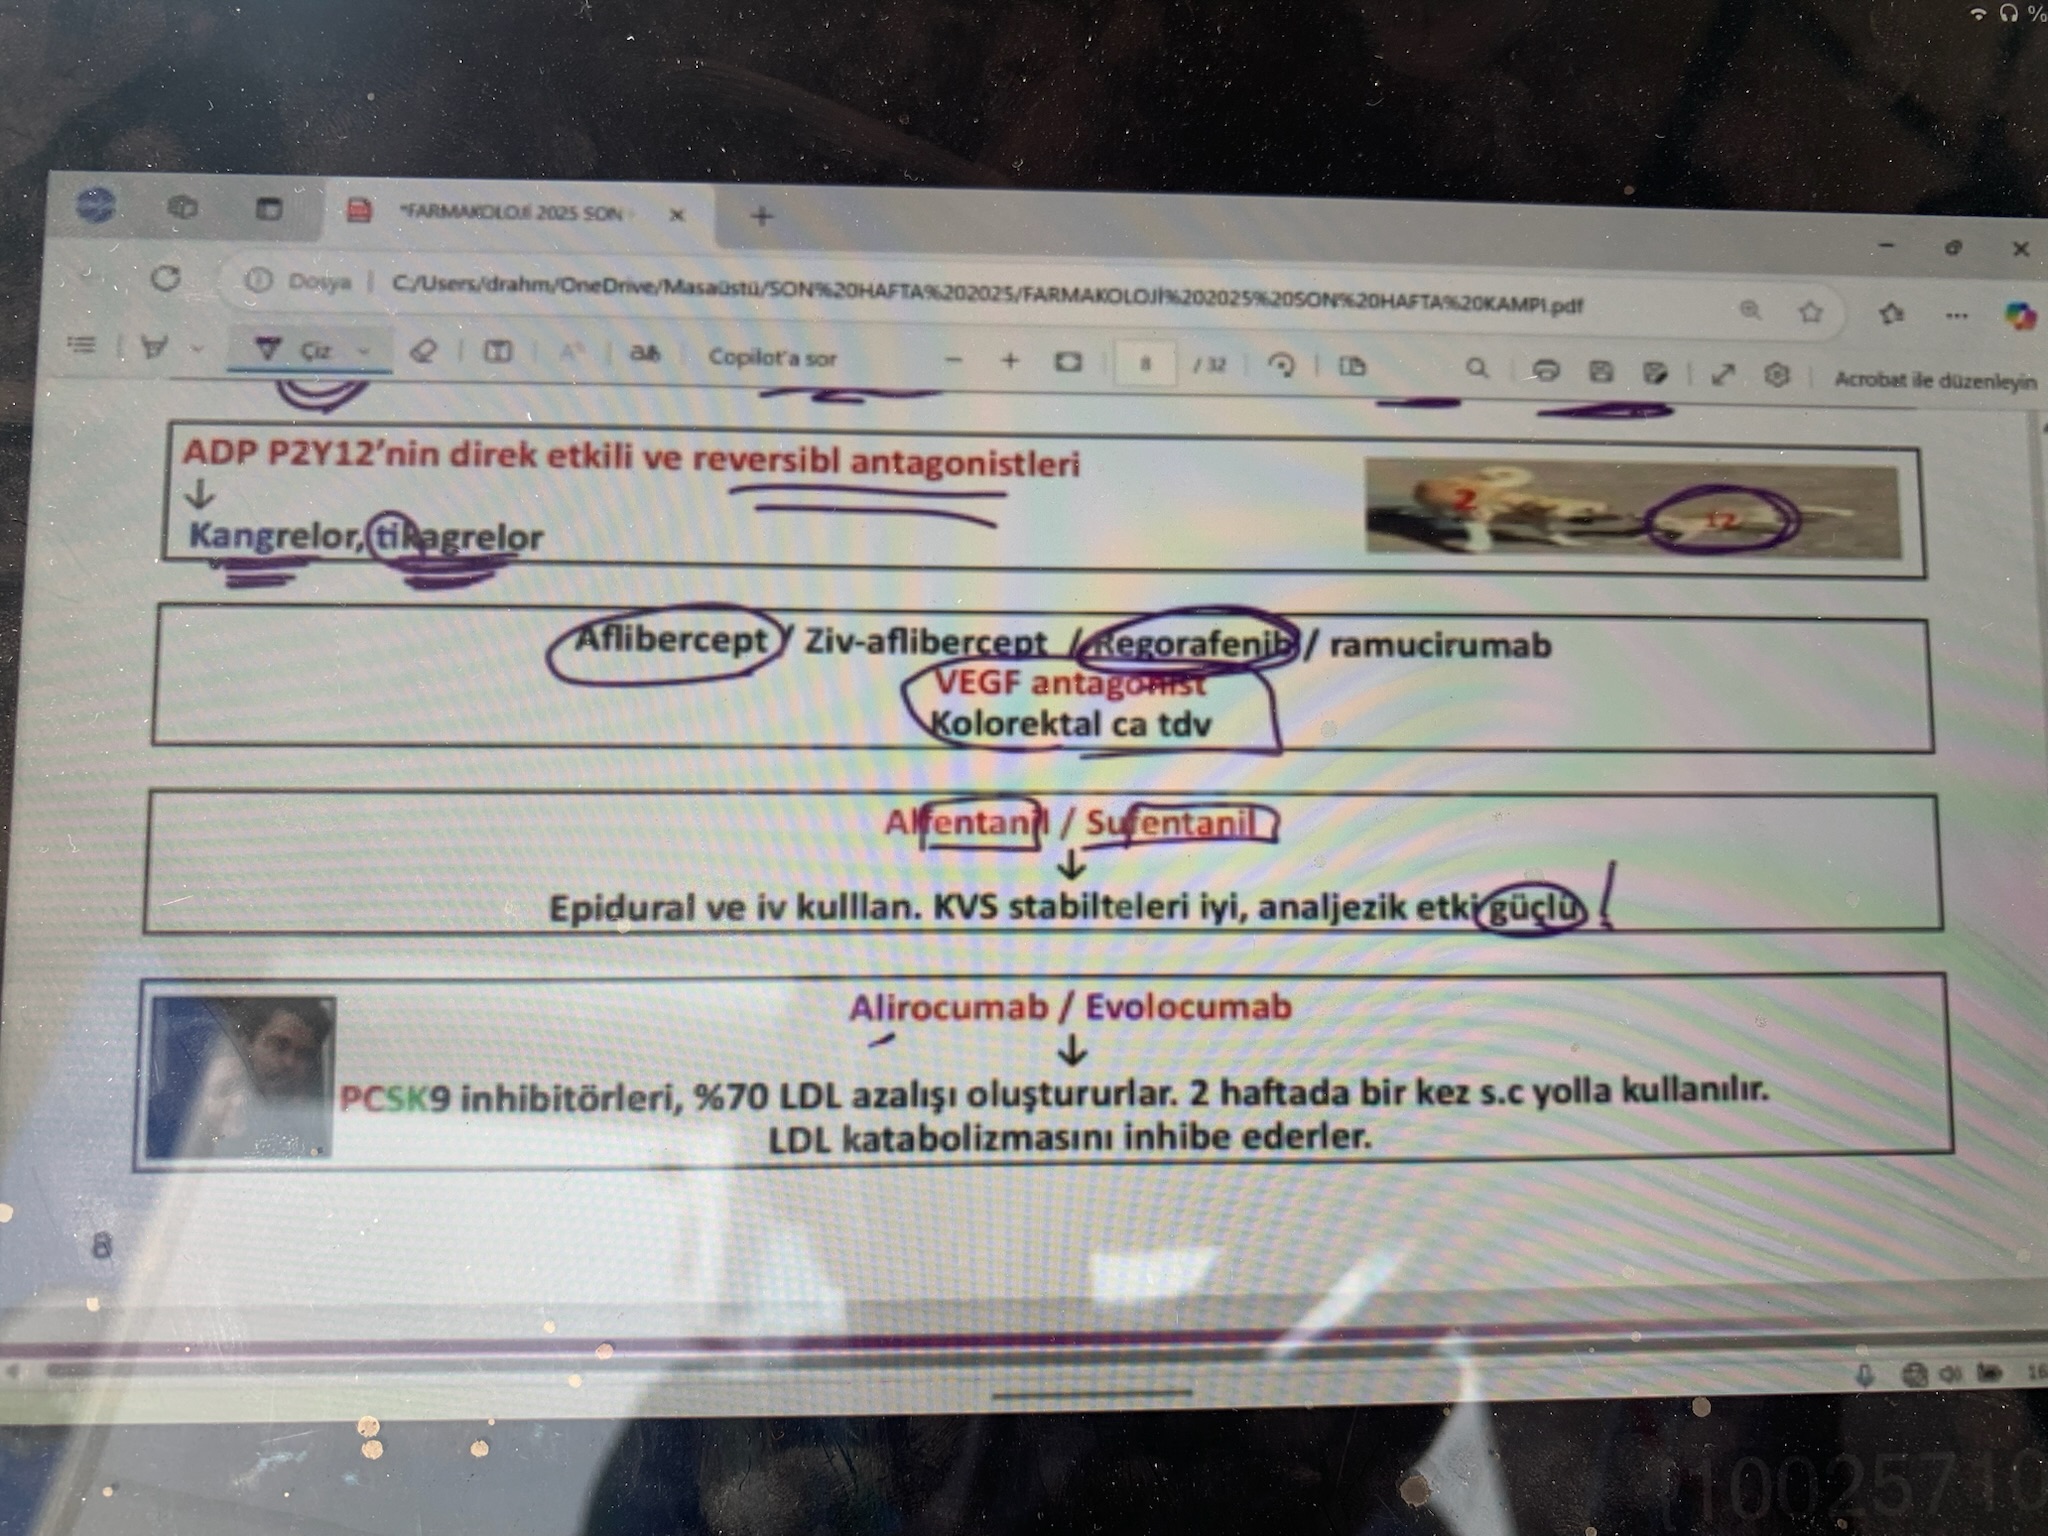 *FARMAKOLOJİ 2025 SON
Dosya | C:/Users/drahm/OneDrive/Masaüstü/SON%20HAFTA%202025/FARMAKOLOJİ%202025%20SON%20HAFTA%20KAMPI.pdf
Çiz
Copilot'a sor
8 / 32
Acrobat ile düzenleyin
ADP P2Y12'nin direk etkili ve reversibl antagonistleri
↓
Kangrelor, tikagrelor
2
12
Aflibercept / Ziv-aflibercept / Regorafenib / ramucirumab
VEGF antagonist
Kolorektal ca tdv
Alfentanil / Sufentanil
↓
Epidural ve iv kulllan. KVS stabilteleri iyi, analjezik etki güçlü !
Alirocumab / Evolocumab
↓
PCSK9 inhibitörleri, %70 LDL azalışı oluştururlar. 2 haftada bir kez s.c yolla kullanılır.
LDL katabolizmasını inhibe ederler.
8